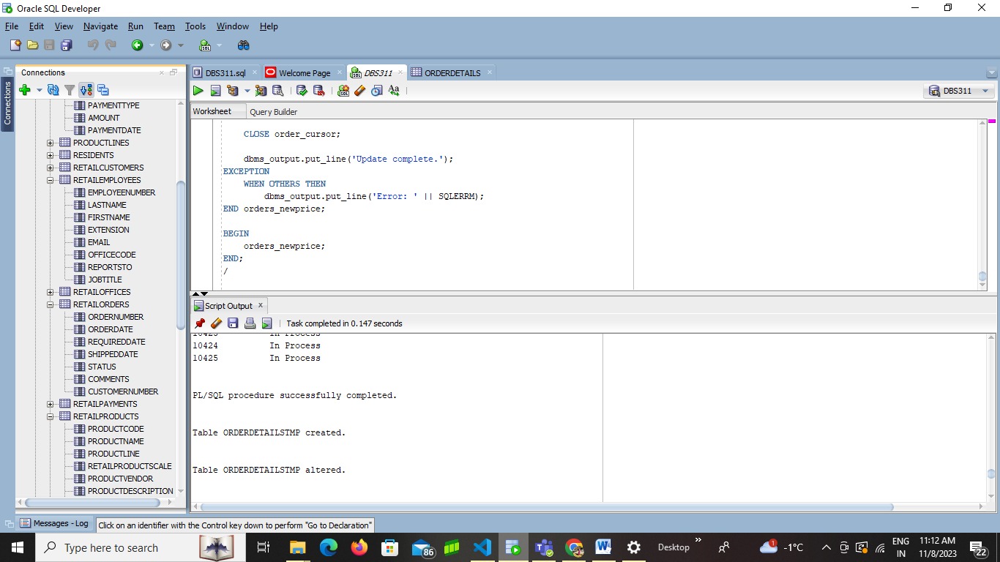 Oracle SQL Developer
File Edit View Navigate Run Team Tools Window Help
Connections
Connections
PAYMENTTYPE
AMOUNT
PAYMENTDATE
PRODUCTLINES
RESIDENTS
RETAILCUSTOMERS
RETAILEMPLOYEES
EMPLOYEENUMBER
LASTNAME
FIRSTNAME
EXTENSION
EMAIL
OFFICECODE
REPORTSTO
JOBTITLE
RETAILOFFICES
RETAILORDERS
ORDERNUMBER
ORDERDATE
REQUIREDDATE
SHIPPEDDATE
STATUS
COMMENTS
CUSTOMERNUMBER
RETAILPAYMENTS
RETAILPRODUCTS
PRODUCTCODE
PRODUCTNAME
PRODUCTLINE
RETAILPRODUCTSCALE
PRODUCTVENDOR
PRODUCTDESCRIPTION
DBS311.sql Welcome Page DBS311 ORDERDETAILS
DBS311
Worksheet Query Builder
CLOSE order_cursor;
dbms_output.put_line('Update complete.');
EXCEPTION
WHEN OTHERS THEN
dbms_output.put_line('Error: ' || SQLERRM);
END orders_newprice;
BEGIN
orders_newprice;
END;
/
Script Output
Task completed in 0.147 seconds
10423 In Process
10424 In Process
10425 In Process
PL/SQL procedure successfully completed.
Table ORDERDETAILSTMP created.
Table ORDERDETAILSTMP altered.
Messages - Log
Click on an identifier with the Control key down to perform "Go to Declaration"
Type here to search
86
Desktop
1
-1°C
ENG
IN
11:12 AM
11/8/2023
22